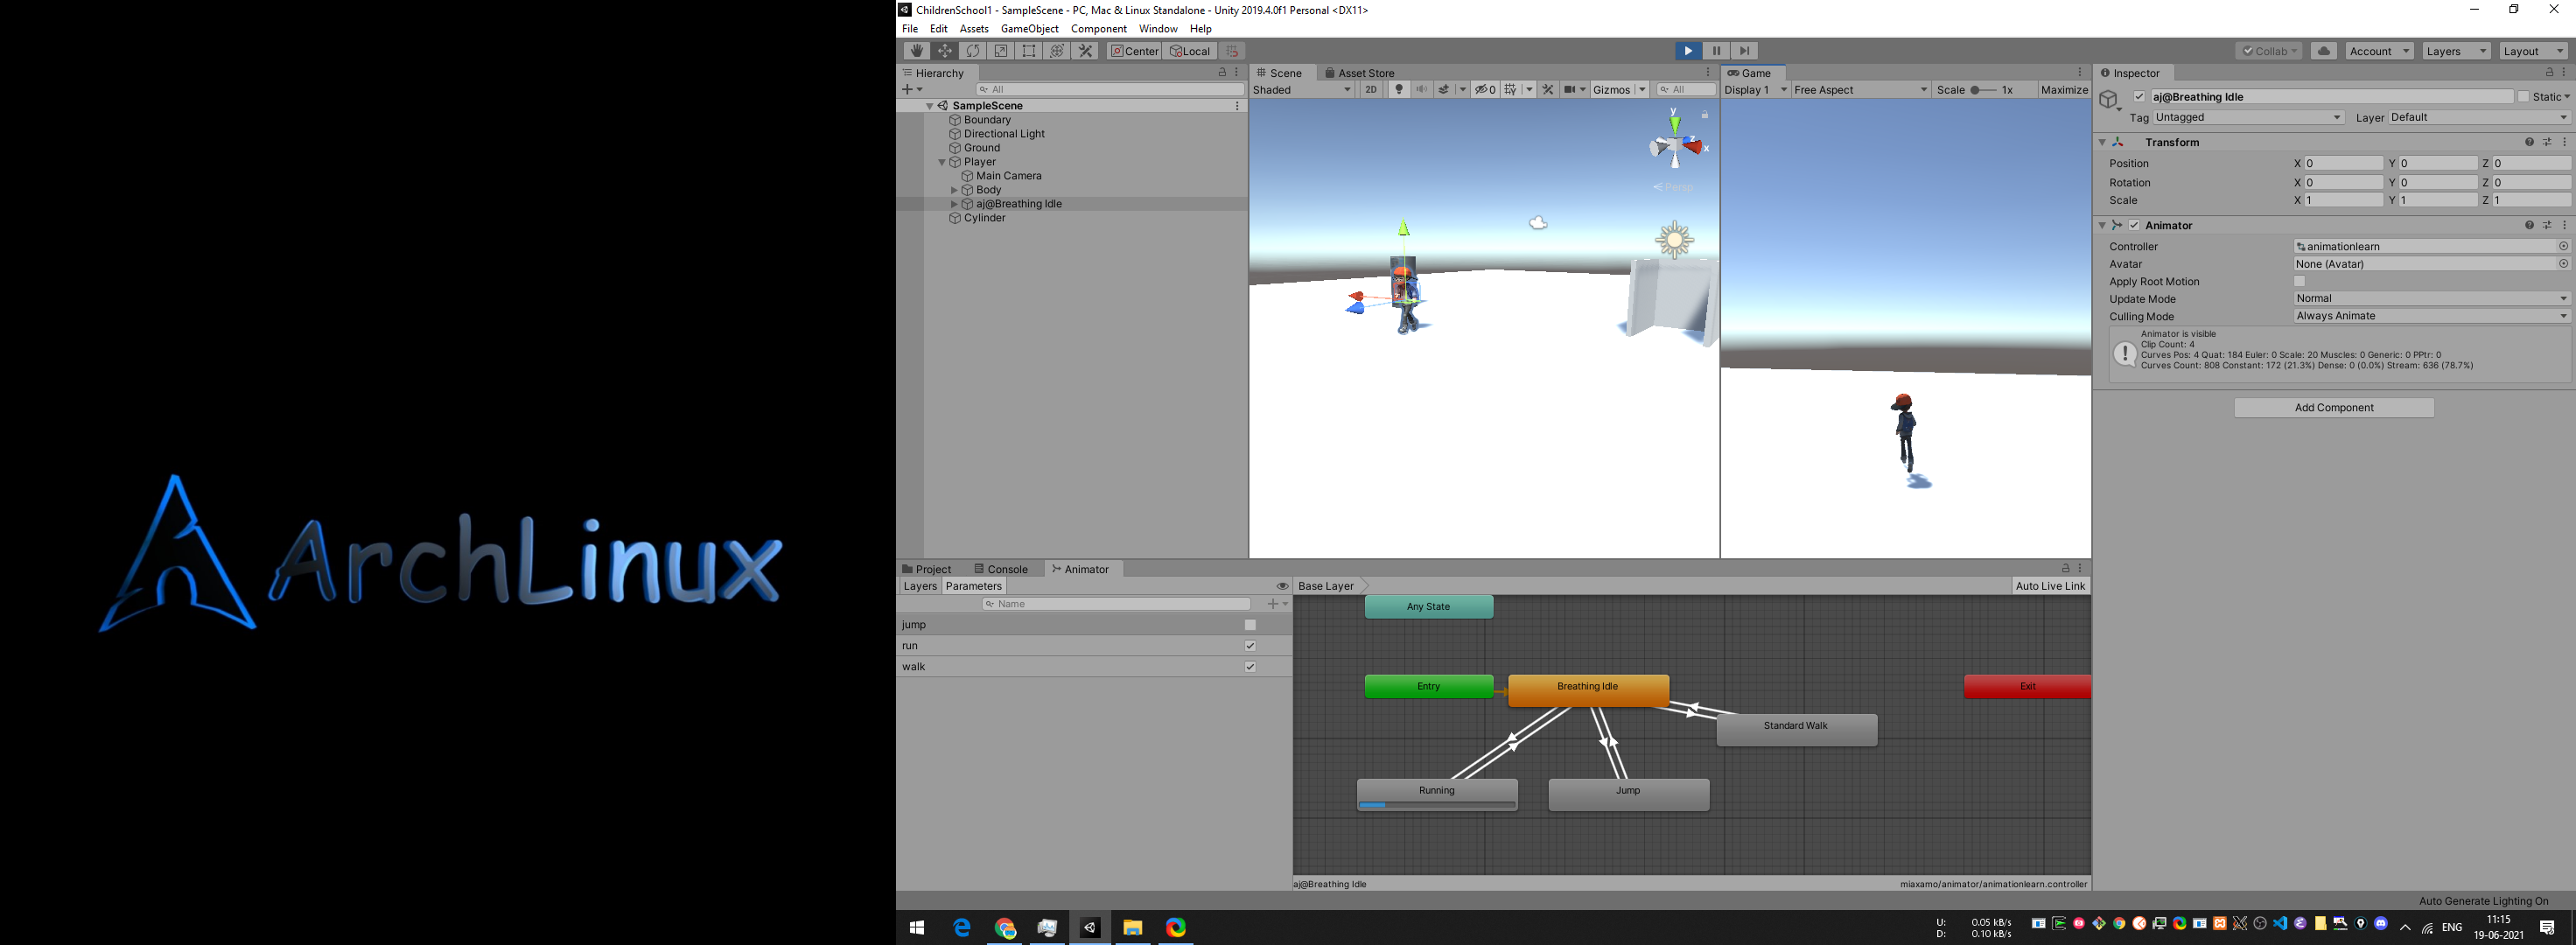 ArchLinux
ChildrenSchool1 - SampleScene - PC, Mac & Linux Standalone - Unity 2019.4.0f1 Personal <DX11>
File Edit Assets GameObject Component Window Help
Center Local Collab Account Layers Layout
Hierarchy
All
SampleScene
Boundary
Directional Light
Ground
Player
Main Camera
Body
aj@Breathing Idle
Cylinder
Scene Asset Store
Shaded 2D 0 Gizmos All
y
z
x
Persp
Game
Display 1 Free Aspect Scale 1x Maximize
Inspector
aj@Breathing Idle Static
Tag Untagged Layer Default
Transform
Position X 0 Y 0 Z 0
Rotation X 0 Y 0 Z 0
Scale X 1 Y 1 Z 1
Animator
Controller animationlearn
Avatar None (Avatar)
Apply Root Motion
Update Mode Normal
Culling Mode Always Animate
Animator is visible
Clip Count: 4
Curves Pos: 4 Quat: 184 Euler: 0 Scale: 20 Muscles: 0 Generic: 0 PPtr: 0
Curves Count: 808 Constant: 172 (21.3%) Dense: 0 (0.0%) Stream: 636 (78.7%)
Add Component
Project Console Animator
Layers Parameters
Name
jump
run
walk
Base Layer Auto Live Link
Any State
Entry
Breathing Idle
Exit
Standard Walk
Running
Jump
aj@Breathing Idle miaxamo/animator/animationlearn.controller
Auto Generate Lighting On
U: 0.05 kB/s
D: 0.10 kB/s
ENG
11:15
19-06-2021